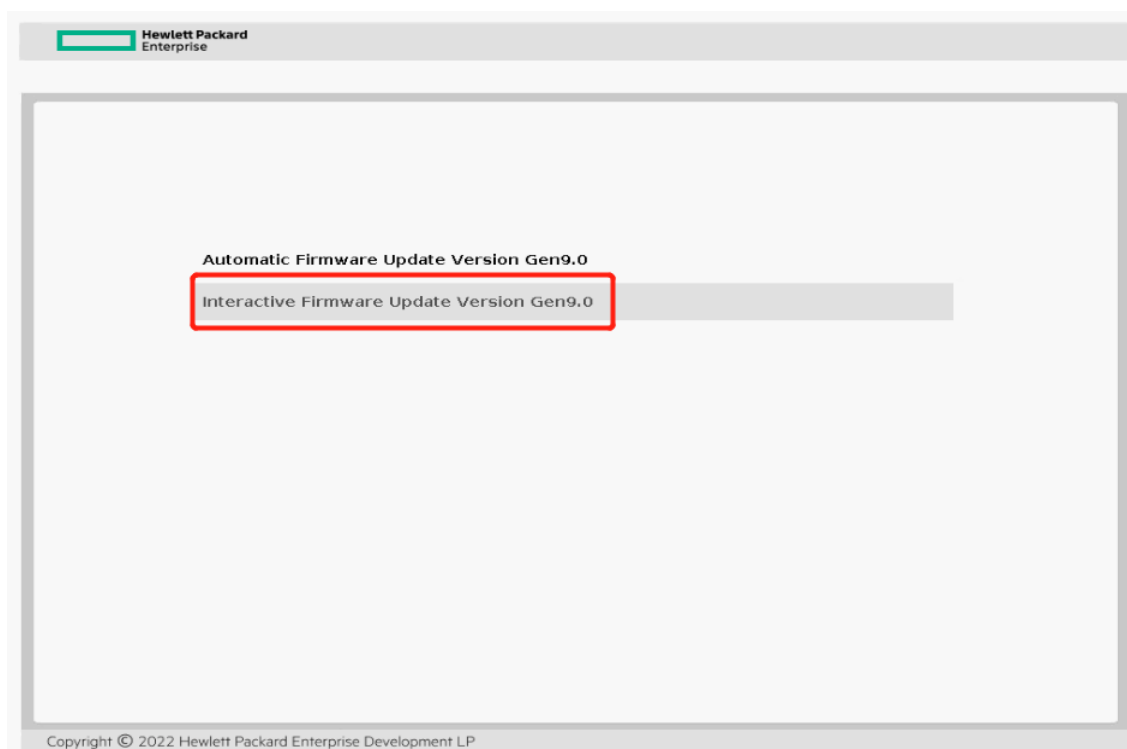 Hewlett Packard
Enterprise
Automatic Firmware Update Version Gen9.0
Interactive Firmware Update Version Gen9.0
Copyright © 2022 Hewlett Packard Enterprise Development LP